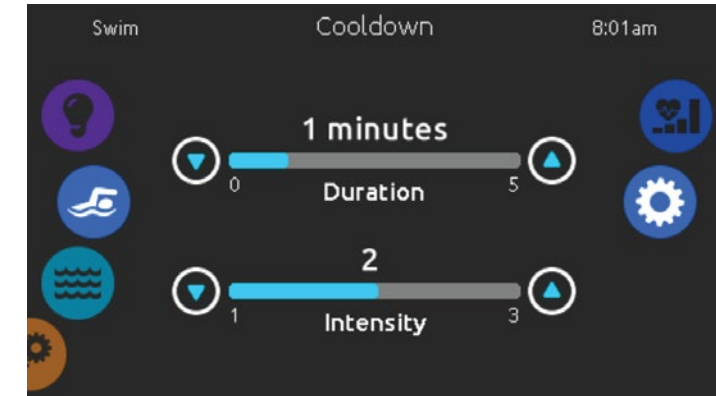 Swim Cooldown 8:01am
1 minutes
0 Duration 5
2
1 Intensity 3